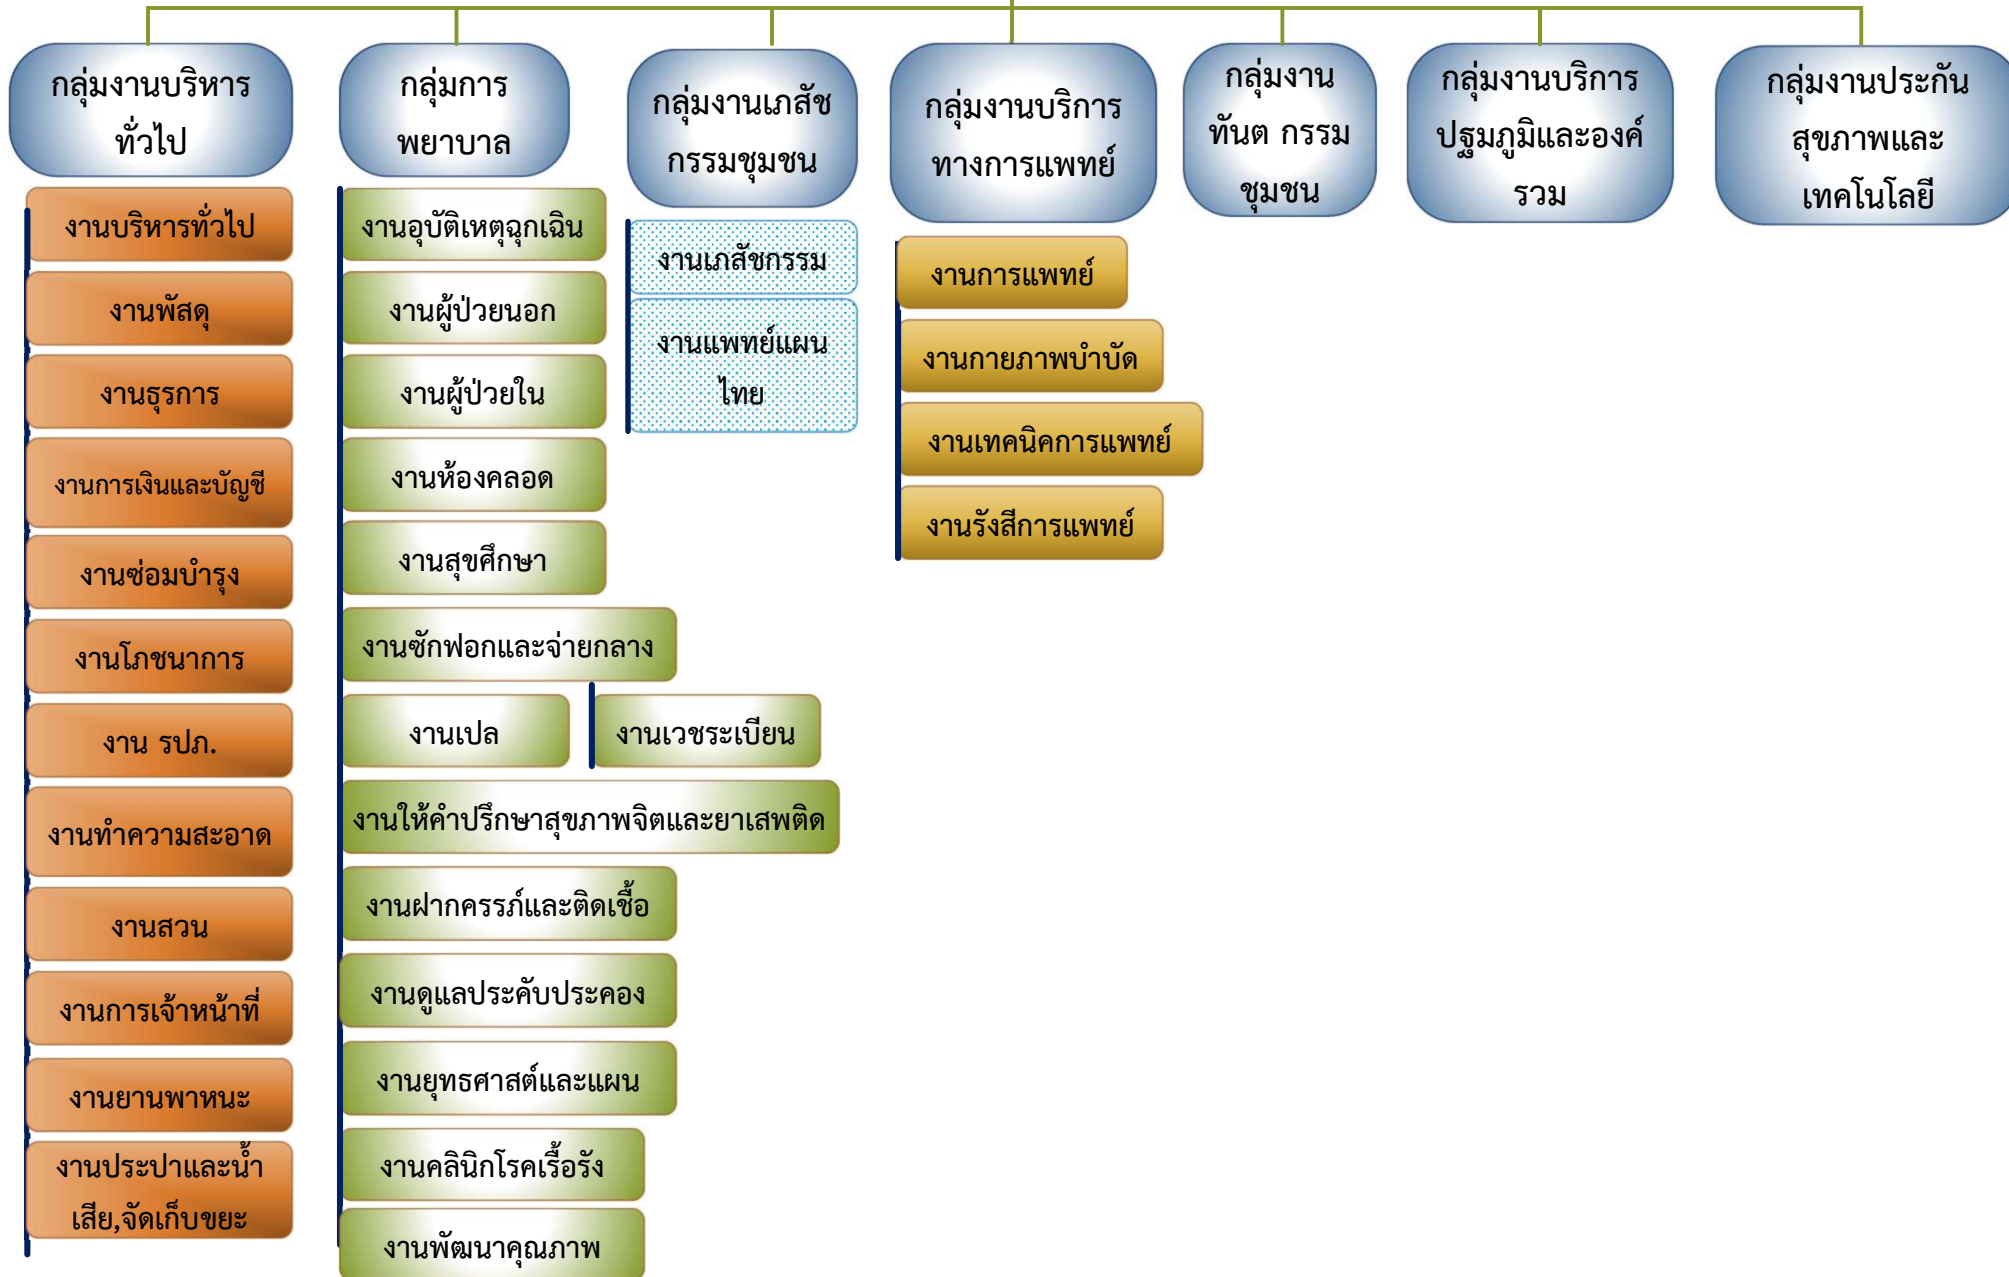 กลุ่มงานบริหาร
ทั่วไป
กลุ่มการ
พยาบาล
กลุ่มงานเภสัช
กรรมชุมชน
กลุ่มงานบริการ
ทางการแพทย์
กลุ่มงาน
ทันต กรรม
ชุมชน
กลุ่มงานบริการ
ปฐมภูมิและองค์
รวม
กลุ่มงานประกัน
สุขภาพและ
เทคโนโลยี
งานบริหารทั่วไป
งานพัสดุ
งานธุรการ
งานการเงินและบัญชี
งานซ่อมบำรุง
งานโภชนาการ
งาน รปภ.
งานทำความสะอาด
งานสวน
งานการเจ้าหน้าที่
งานยานพาหนะ
งานประปาและน้ำ
เสีย,จัดเก็บขยะ
งานอุบัติเหตุฉุกเฉิน
งานผู้ป่วยนอก
งานผู้ป่วยใน
งานห้องคลอด
งานสุขศึกษา
งานซักฟอกและจ่ายกลาง
งานเปล
งานเวชระเบียน
งานให้คำปรึกษาสุขภาพจิตและยาเสพติด
งานฝากครรภ์และติดเชื้อ
งานดูแลประคับประคอง
งานยุทธศาสต์และแผน
งานคลินิกโรคเรื้อรัง
งานพัฒนาคุณภาพ
งานเภสัชกรรม
งานแพทย์แผน
ไทย
งานการแพทย์
งานกายภาพบำบัด
งานเทคนิคการแพทย์
งานรังสีการแพทย์